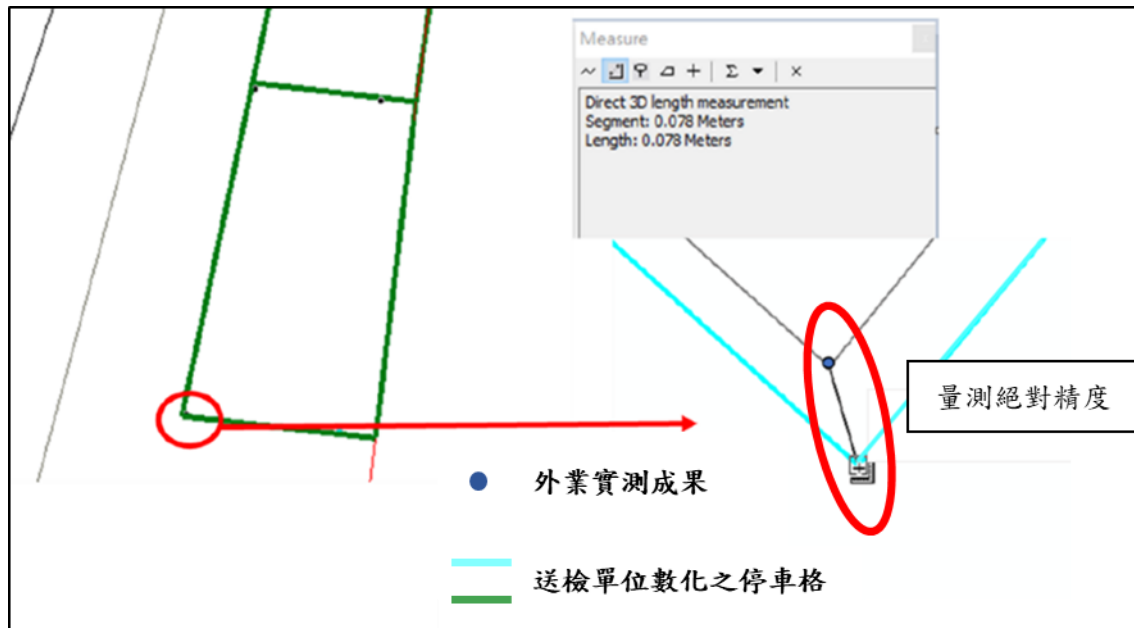 Measure
Direct 3D length measurement
Segment: 0.078 Meters
Length: 0.078 Meters
量測絕對精度
外業實測成果
送檢單位數化之停車格